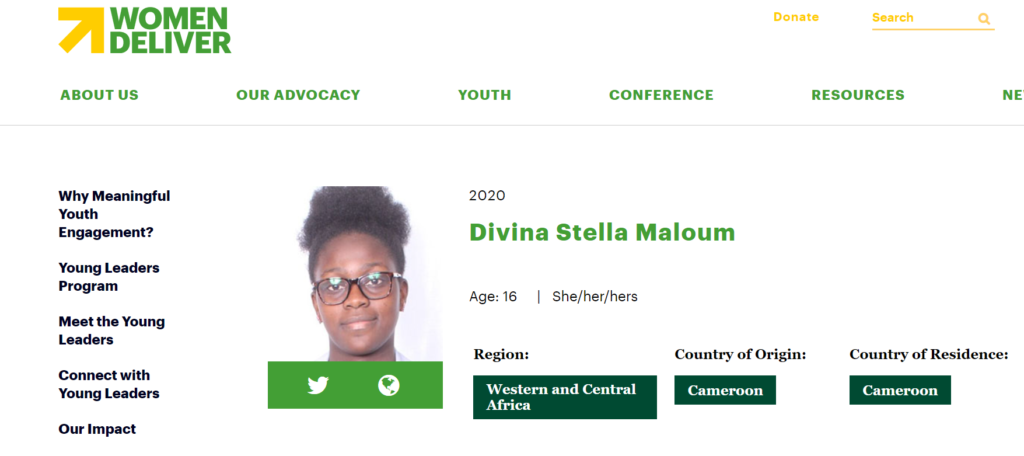 WOMEN
DELIVER
Donate
Search
ABOUT US
OUR ADVOCACY
YOUTH
CONFERENCE
RESOURCES
NE
Why Meaningful
Youth
Engagement?
Young Leaders
Program
Meet the Young
Leaders
Connect with
Young Leaders
Our Impact
2020
Divina Stella Maloum
Age: 16 | She/her/hers
Region:
Western and Central
Africa
Country of Origin:
Cameroon
Country of Residence:
Cameroon